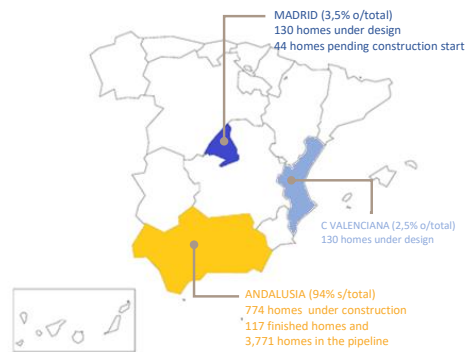 MADRID (3,5% o/total)
130 homes under design
44 homes pending construction start
C VALENCIANA (2,5% o/total)
130 homes under design
ANDALUSIA (94% s/total)
774 homes under construction
117 finished homes and
3,771 homes in the pipeline